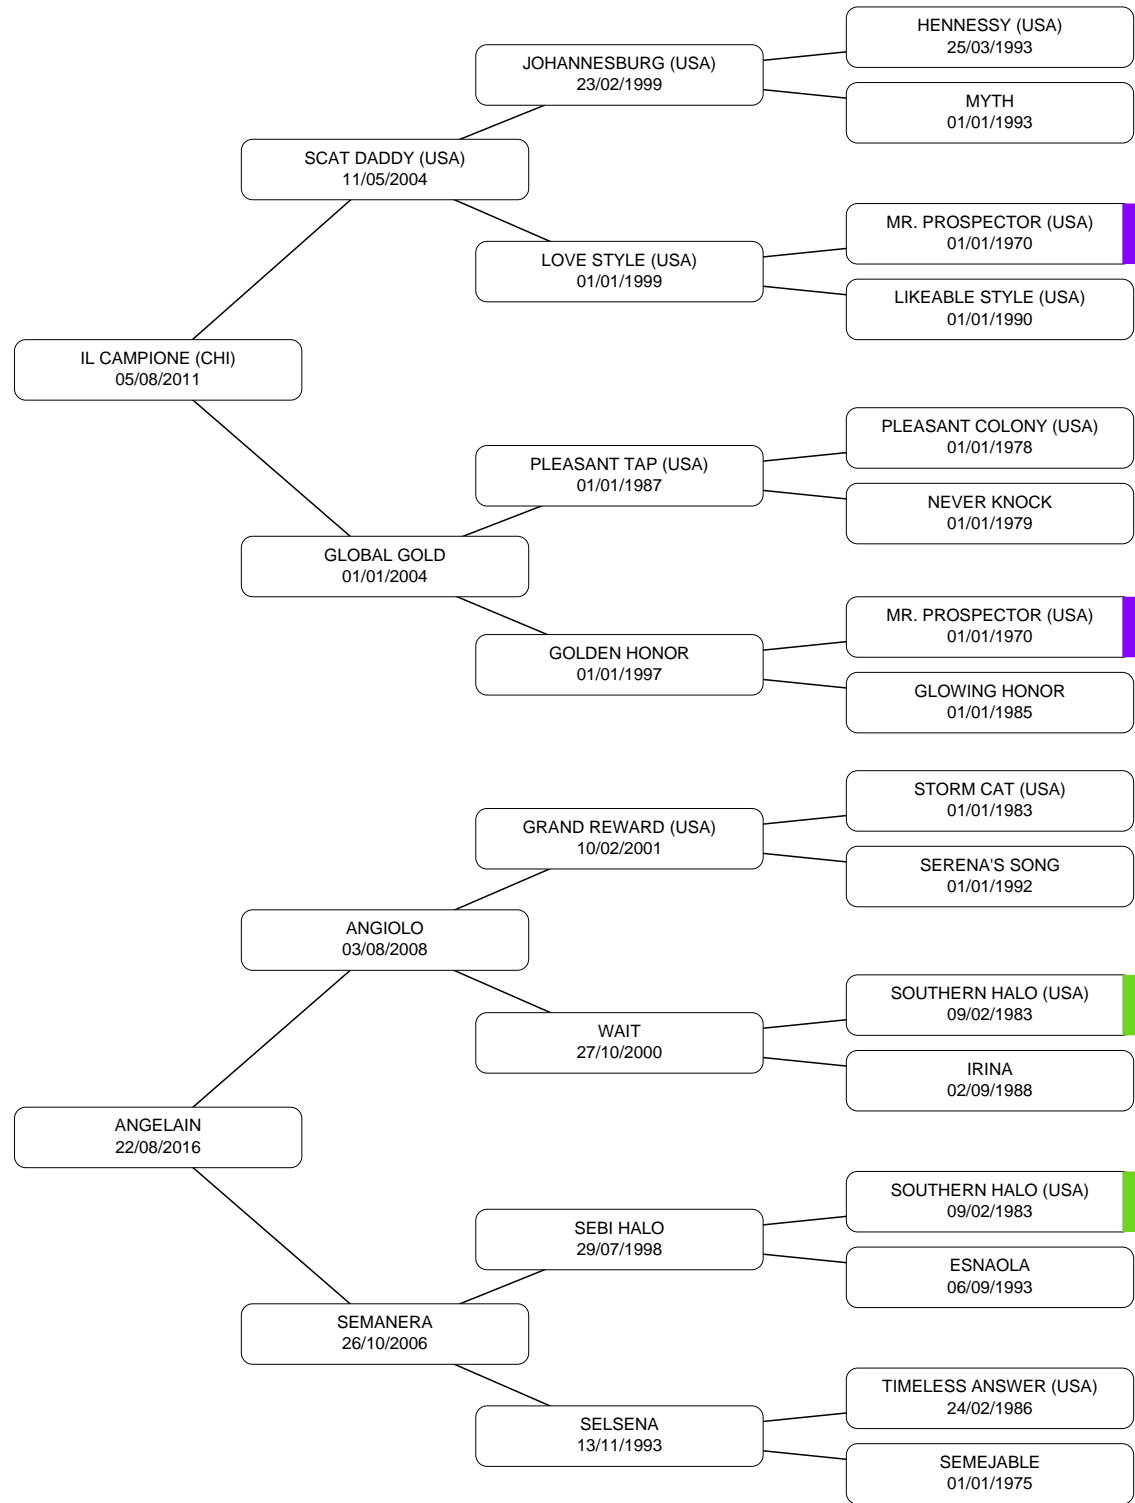 HENNESSY (USA)
25/03/1993
JOHANNESBURG (USA)
23/02/1999
MYTH
01/01/1993
SCAT DADDY (USA)
11/05/2004
MR. PROSPECTOR (USA)
01/01/1970
LOVE STYLE (USA)
01/01/1999
LIKEABLE STYLE (USA)
01/01/1990
IL CAMPIONE (CHI)
05/08/2011
PLEASANT COLONY (USA)
01/01/1978
PLEASANT TAP (USA)
01/01/1987
NEVER KNOCK
01/01/1979
GLOBAL GOLD
01/01/2004
MR. PROSPECTOR (USA)
01/01/1970
GOLDEN HONOR
01/01/1997
GLOWING HONOR
01/01/1985
STORM CAT (USA)
01/01/1983
GRAND REWARD (USA)
10/02/2001
SERENA'S SONG
01/01/1992
ANGIOLO
03/08/2008
SOUTHERN HALO (USA)
09/02/1983
WAIT
27/10/2000
IRINA
02/09/1988
ANGELAIN
22/08/2016
SOUTHERN HALO (USA)
09/02/1983
SEBI HALO
29/07/1998
ESNAOLA
06/09/1993
SEMANERA
26/10/2006
TIMELESS ANSWER (USA)
24/02/1986
SELSENA
13/11/1993
SEMEJABLE
01/01/1975